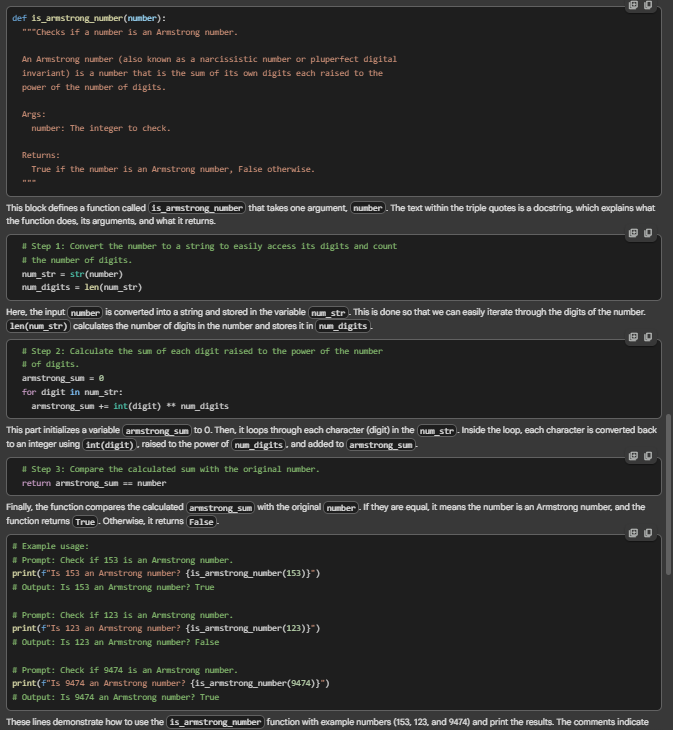 def is_armstrong_number(number):
"""Checks if a number is an Armstrong number.
An Armstrong number (also known as a narcissistic number or pluperfect digital
invariant) is a number that is the sum of its own digits each raised to the
power of the number of digits.
Args:
number: The integer to check.
Returns:
True if the number is an Armstrong number, False otherwise.
"""
This block defines a function called is_armstrong_number that takes one argument, number. The text within the triple quotes is a docstring, which explains what
the function does, its arguments, and what it returns.
# Step 1: Convert the number to a string to easily access its digits and count
# the number of digits.
num_str = str(number)
num_digits = len(num_str)
Here, the input number is converted into a string and stored in the variable num_str. This is done so that we can easily iterate through the digits of the number.
len(num_str) calculates the number of digits in the number and stores it in num_digits.
# Step 2: Calculate the sum of each digit raised to the power of the number
# of digits.
armstrong_sum = 0
for digit in num_str:
armstrong_sum += int(digit) ** num_digits
This part initializes a variable armstrong_sum to 0. Then, it loops through each character (digit) in the num_str. Inside the loop, each character is converted back
to an integer using int(digit), raised to the power of num_digits, and added to armstrong_sum.
# Step 3: Compare the calculated sum with the original number.
return armstrong_sum == number
Finally, the function compares the calculated armstrong_sum with the original number. If they are equal, it means the number is an Armstrong number, and the
function returns True. Otherwise, it returns False.
# Example usage:
# Prompt: Check if 153 is an Armstrong number.
print(f"Is 153 an Armstrong number? {is_armstrong_number(153)}")
# Output: Is 153 an Armstrong number? True
# Prompt: Check if 123 is an Armstrong number.
print(f"Is 123 an Armstrong number? {is_armstrong_number(123)}")
# Output: Is 123 an Armstrong number? False
# Prompt: Check if 9474 is an Armstrong number.
print(f"Is 9474 an Armstrong number? {is_armstrong_number(9474)}")
# Output: Is 9474 an Armstrong number? True
These lines demonstrate how to use the is_armstrong_number function with example numbers (153, 123, and 9474) and print the results. The comments indicate